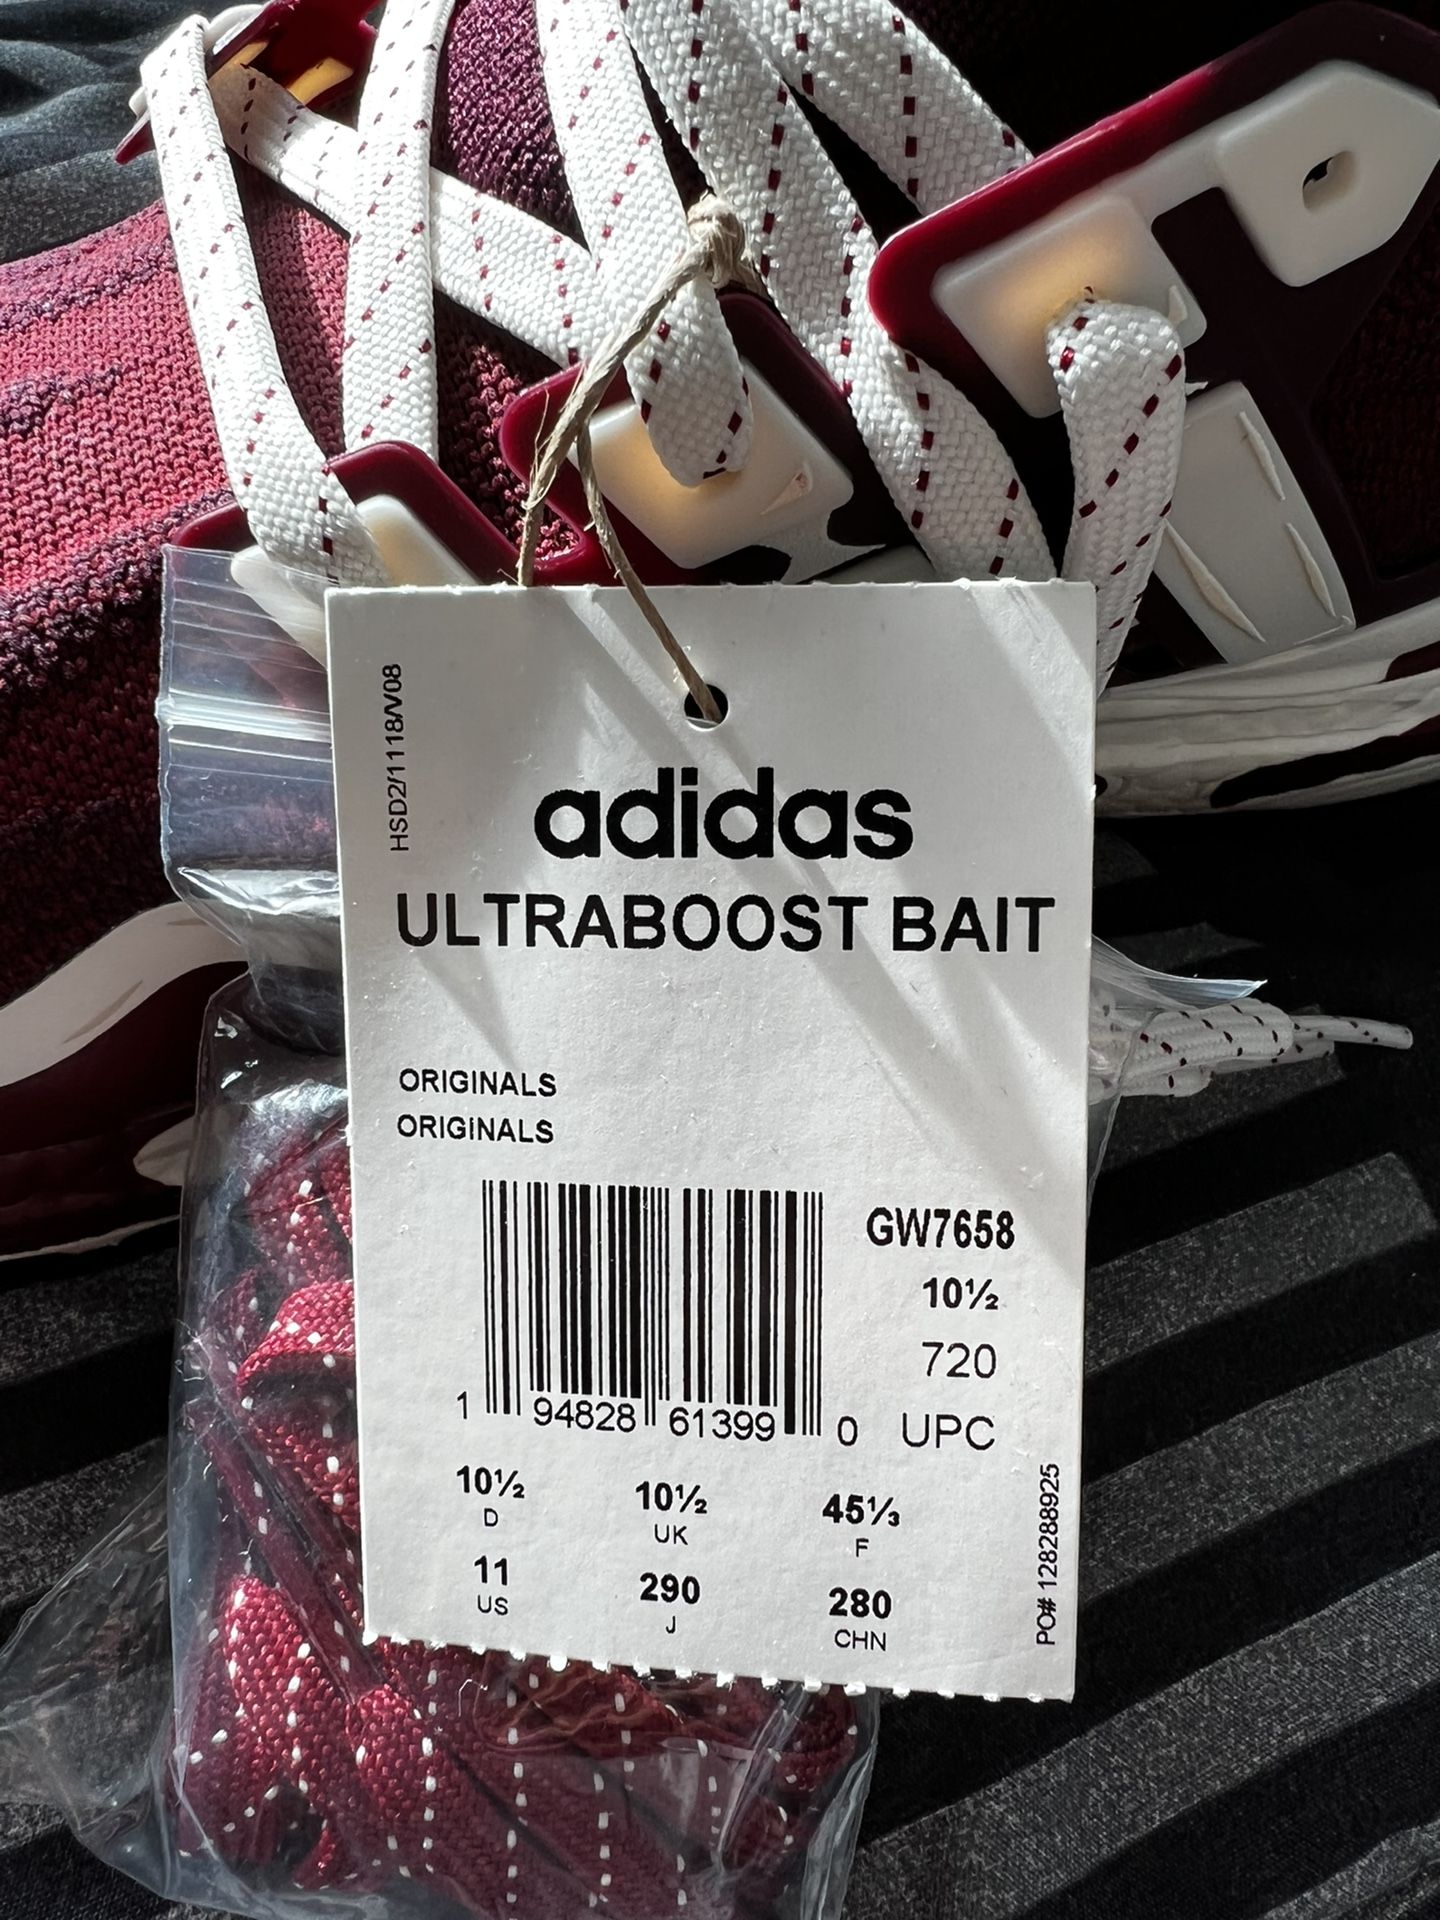 HSD2/1118/V08
adidas
ULTRABOOST BAIT
ORIGINALS
ORIGINALS
GW7658
10½
720
UPC
1 94828 61399 0
10½ 10½ 45⅓
D UK F
11 290 280
US J CHN
PO# 128288925